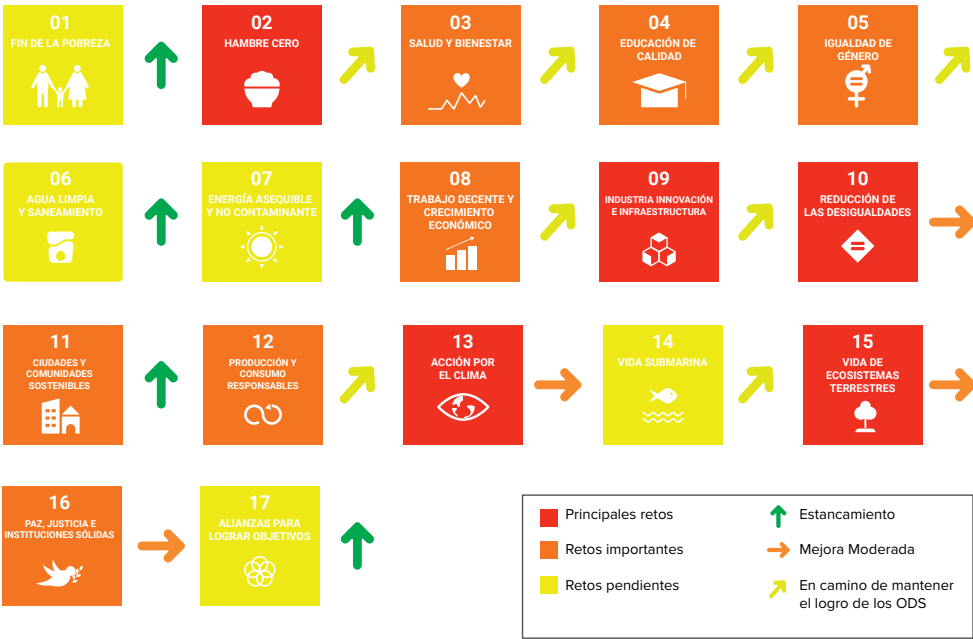 01
FIN DE LA POBREZA
02
HAMBRE CERO
03
SALUD Y BIENESTAR
04
EDUCACIÓN DE
CALIDAD
05
IGUALDAD DE
GÉNERO
06
AGUA LIMPIA
Y SANEAMIENTO
07
ENERGÍA ASEQUIBLE
Y NO CONTAMINANTE
08
TRABAJO DECENTE Y
CRECIMIENTO
ECONÓMICO
09
INDUSTRIA INNOVACIÓN
E INFRAESTRUCTURA
10
REDUCCIÓN DE
LAS DESIGUALDADES
11
CIUDADES Y
COMUNIDADES
SOSTENIBLES
12
PRODUCCIÓN Y
CONSUMO
RESPONSABLES
13
ACCIÓN POR
EL CLIMA
14
VIDA SUBMARINA
15
VIDA DE
ECOSISTEMAS
TERRESTRES
16
PAZ, JUSTICIA E
INSTITUCIONES SÓLIDAS
17
ALIANZAS PARA
LOGRAR OBJETIVOS
Principales retos
Retos importantes
Retos pendientes
Estancamiento
Mejora Moderada
En camino de mantener
el logro de los ODS